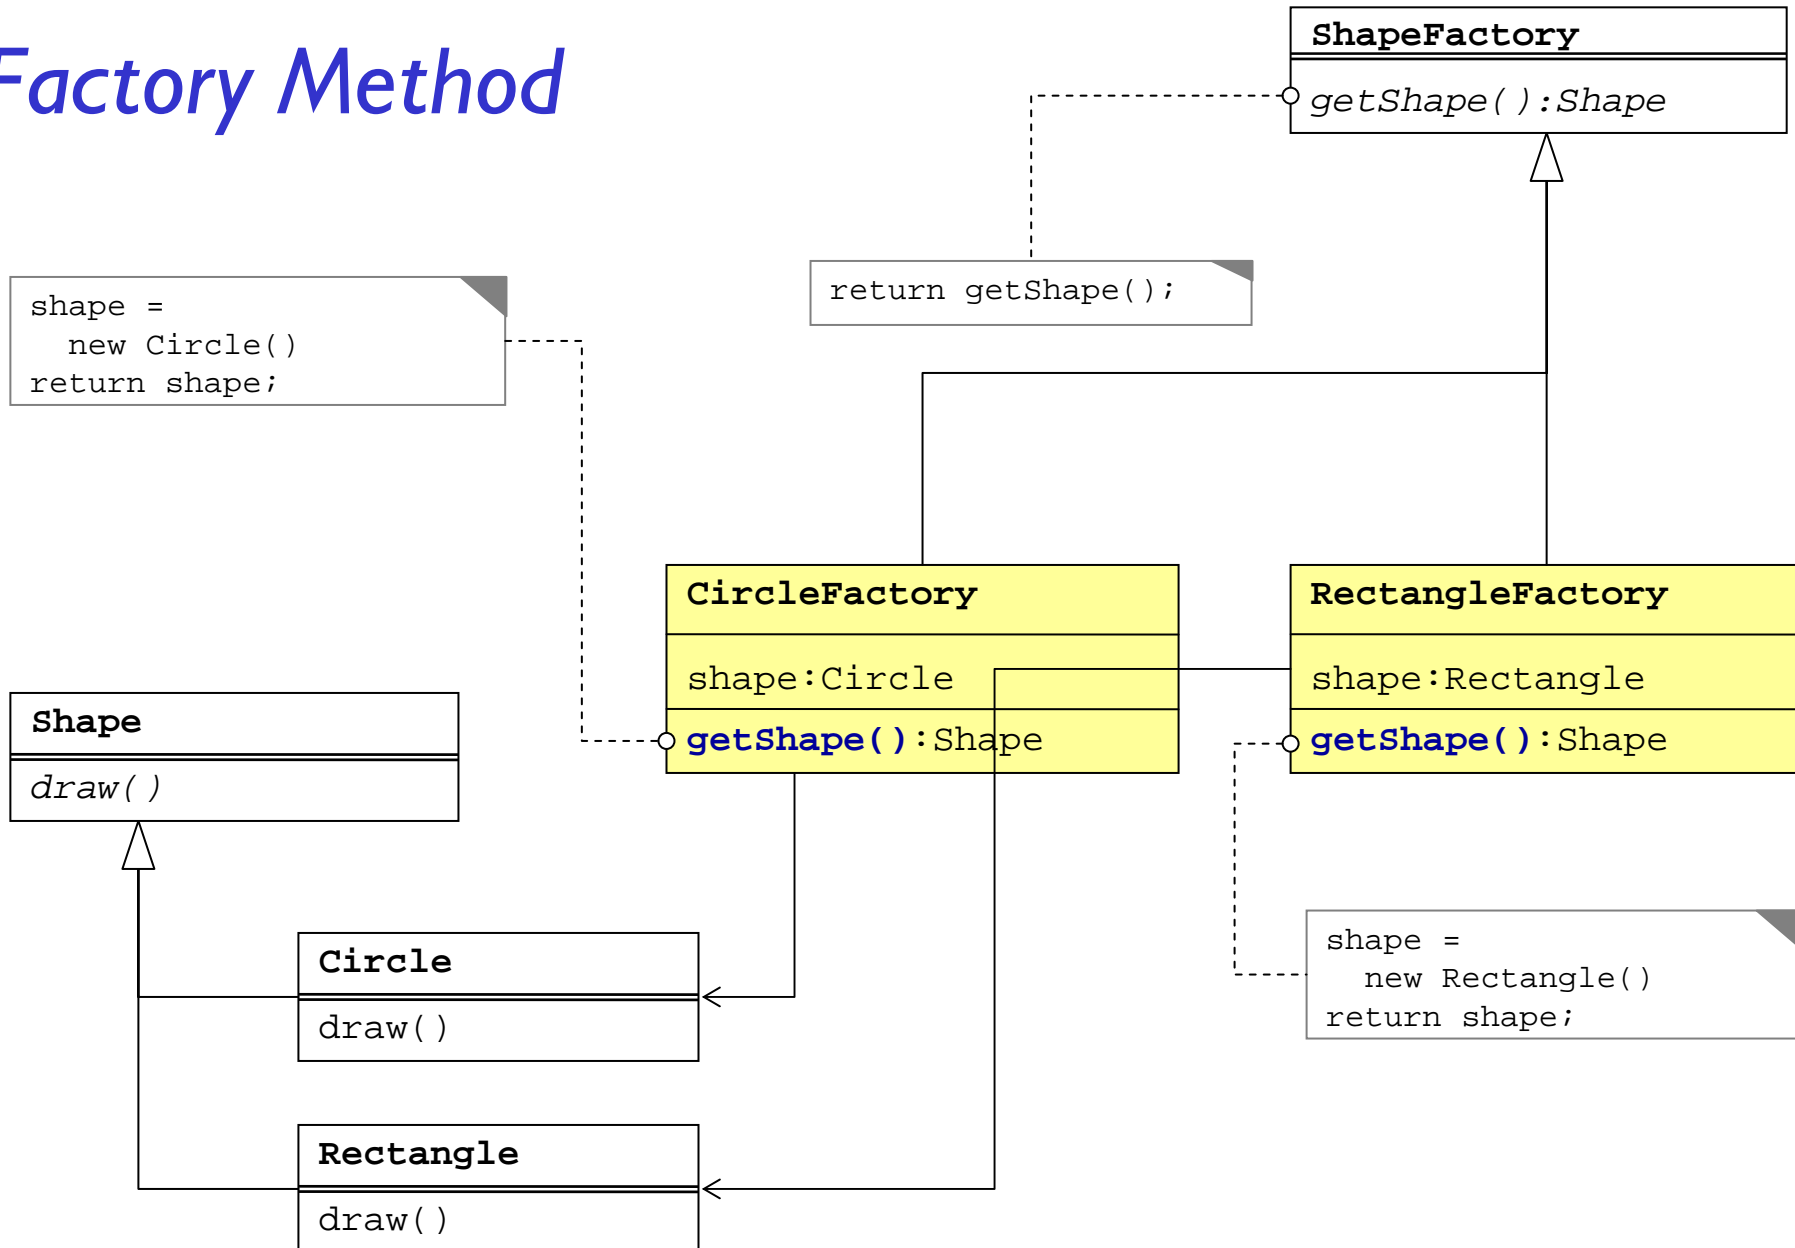 Factory Method
ShapeFactory
getShape():Shape
return getShape();
shape =
new Circle()
return shape;
CircleFactory
shape:Circle
getShape():Shape
RectangleFactory
shape:Rectangle
getShape():Shape
Shape
draw()
Circle
draw()
Rectangle
draw()
shape =
new Rectangle()
return shape;